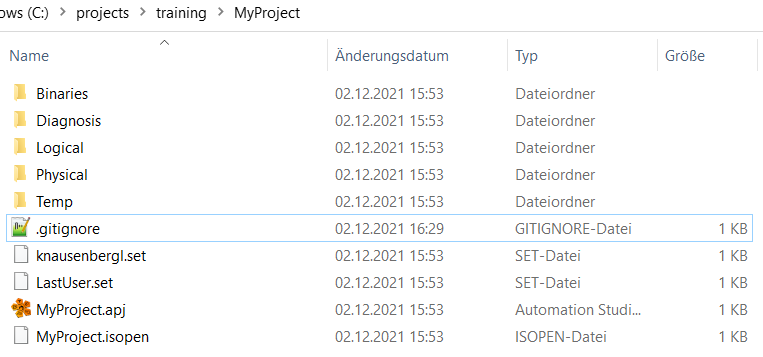 ows (C:) > projects > training > MyProject
Name Änderungsdatum Typ Größe
Binaries 02.12.2021 15:53 Dateiordner
Diagnosis 02.12.2021 15:53 Dateiordner
Logical 02.12.2021 15:53 Dateiordner
Physical 02.12.2021 15:53 Dateiordner
Temp 02.12.2021 15:53 Dateiordner
.gitignore 02.12.2021 16:29 GITIGNORE-Datei 1 KB
knausenbergl.set 02.12.2021 15:53 SET-Datei 1 KB
LastUser.set 02.12.2021 15:53 SET-Datei 1 KB
MyProject.apj 02.12.2021 15:53 Automation Studi... 1 KB
MyProject.isopen 02.12.2021 15:53 ISOPEN-Datei 1 KB